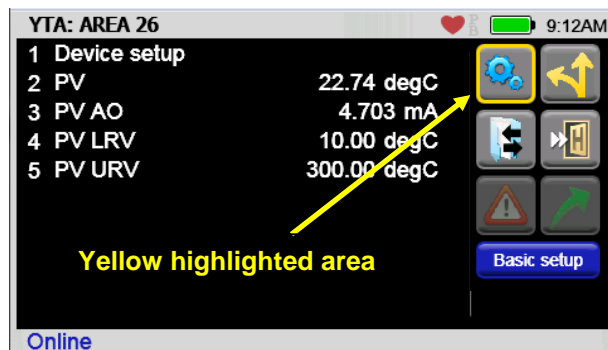 YTA: AREA 26 P B 9:12AM
1 Device setup
2 PV 22.74 degC
3 PV AO 4.703 mA
4 PV LRV 10.00 degC
5 PV URV 300.00 degC
Yellow highlighted area
Basic setup
Online